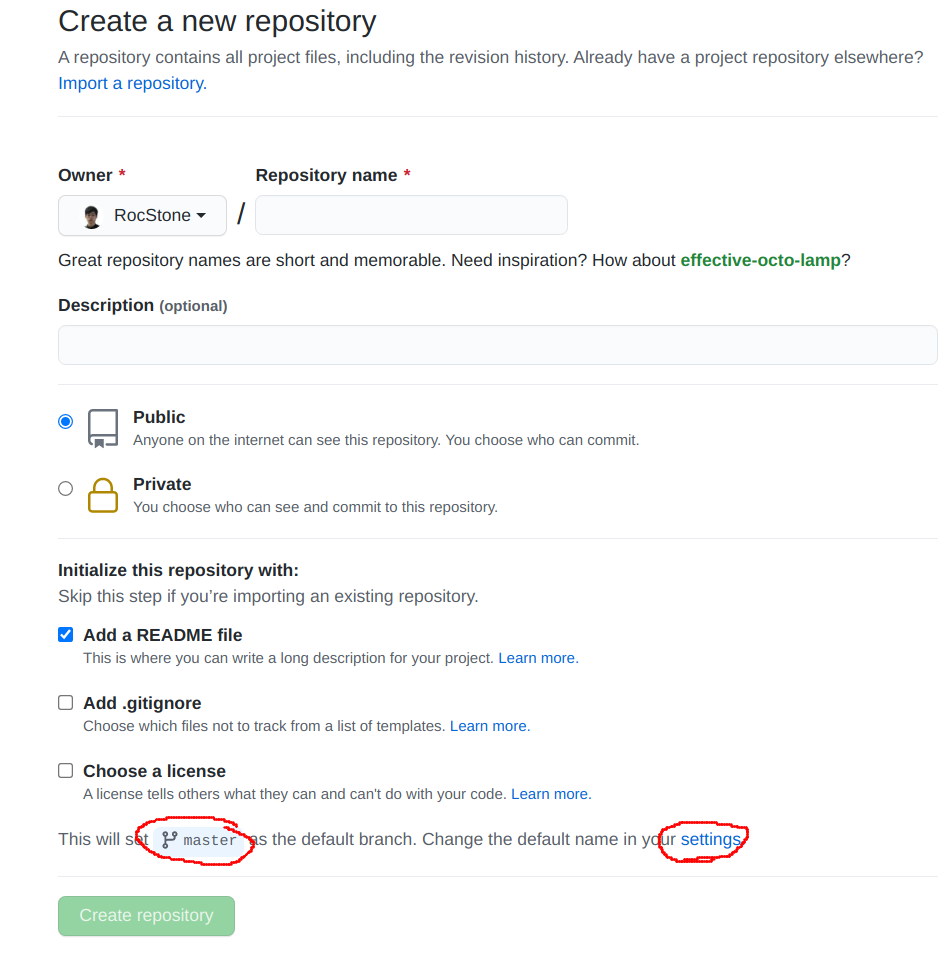 Create a new repository
A repository contains all project files, including the revision history. Already have a project repository elsewhere?
Import a repository.
Owner * Repository name *
RocStone /
Great repository names are short and memorable. Need inspiration? How about effective-octo-lamp?
Description (optional)
Public
Anyone on the internet can see this repository. You choose who can commit.
Private
You choose who can see and commit to this repository.
Initialize this repository with:
Skip this step if you’re importing an existing repository.
Add a README file
This is where you can write a long description for your project. Learn more.
Add .gitignore
Choose which files not to track from a list of templates. Learn more.
Choose a license
A license tells others what they can and can't do with your code. Learn more.
This will set master as the default branch. Change the default name in your settings.
Create repository